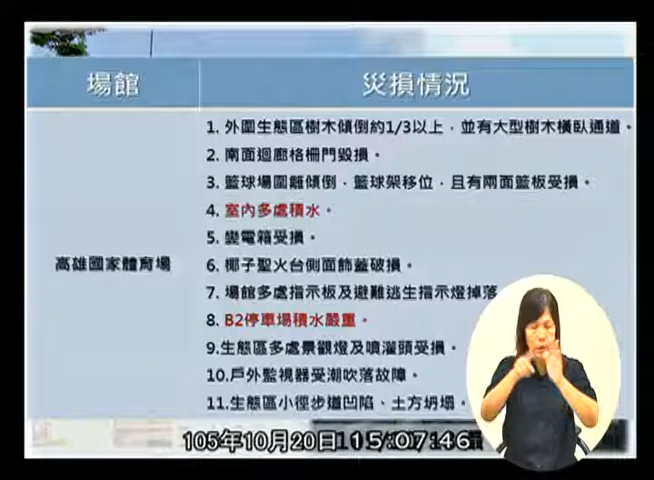 場館
災損情況
高雄國家體育場
1. 外圍生態區樹木傾倒約1/3以上，並有大型樹木橫臥通道。
2. 南面迴廊格柵門毀損。
3. 籃球場圍籬傾倒，籃球架移位，且有兩面籃板受損。
4. 室內多處積水。
5. 變電箱受損。
6. 椰子聖火台側面飾蓋破損。
7. 場館多處指示板及避難逃生指示燈掉落
8. B2停車場積水嚴重。
9.生態區多處景觀燈及噴灌頭受損。
10.戶外監視器受潮吹落故障。
11.生態區小徑步道凹陷、土方坍塌。
105年10月20日 15:07:46